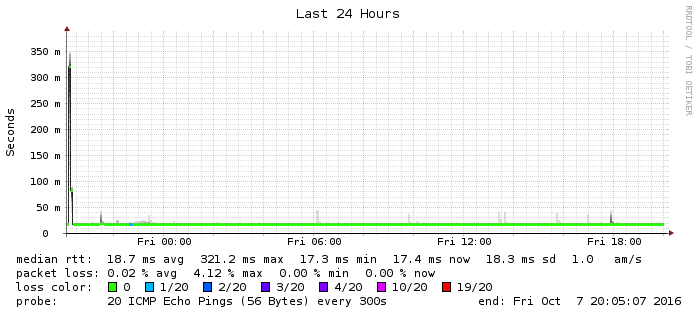 Last 24 Hours
RRDTOOL / TOBI OETIKER
Seconds
350 m
300 m
250 m
200 m
150 m
100 m
50 m
0
Fri 00:00 Fri 06:00 Fri 12:00 Fri 18:00
median rtt: 18.7 ms avg 321.2 ms max 17.3 ms min 17.4 ms now 18.3 ms sd 1.0 am/s
packet loss: 0.02 % avg 4.12 % max 0.00 % min 0.00 % now
loss color: 0 1/20 2/20 3/20 4/20 10/20 19/20
probe: 20 ICMP Echo Pings (56 Bytes) every 300s end: Fri Oct 7 20:05:07 2016